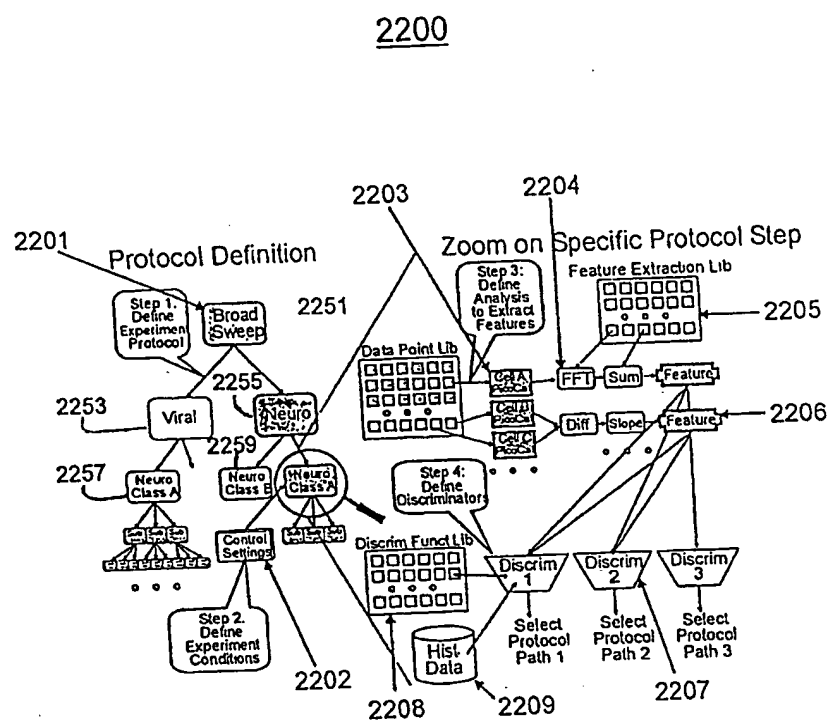 2200
2203
2204
2201
Protocol Definition
Zoom on Specific Protocol Step
Feature Extraction Lib
Step 1.
Define
Experiment
Protocol
Broad
Sweep
2251
Step 3:
Define
Analysis
to Extract
Features
2205
Data Point Lib
2255
2253
Viral
Neuro
Cell A
FFT
Sum
Feature
2259
Diff
Slope
Feature
2206
2257
Neuro
Class A
Neuro
Class B
Neuro
Class A
Step 4:
Define
Discriminators
Control
Settings
Discrim Funct Lib
Discrim
1
Discrim
2
Discrim
3
Step 2.
Define
Experiment
Conditions
Select
Protocol
Path 1
Select
Protocol
Path 2
Select
Protocol
Path 3
Hist.
Data
2202
2208
2209
2207